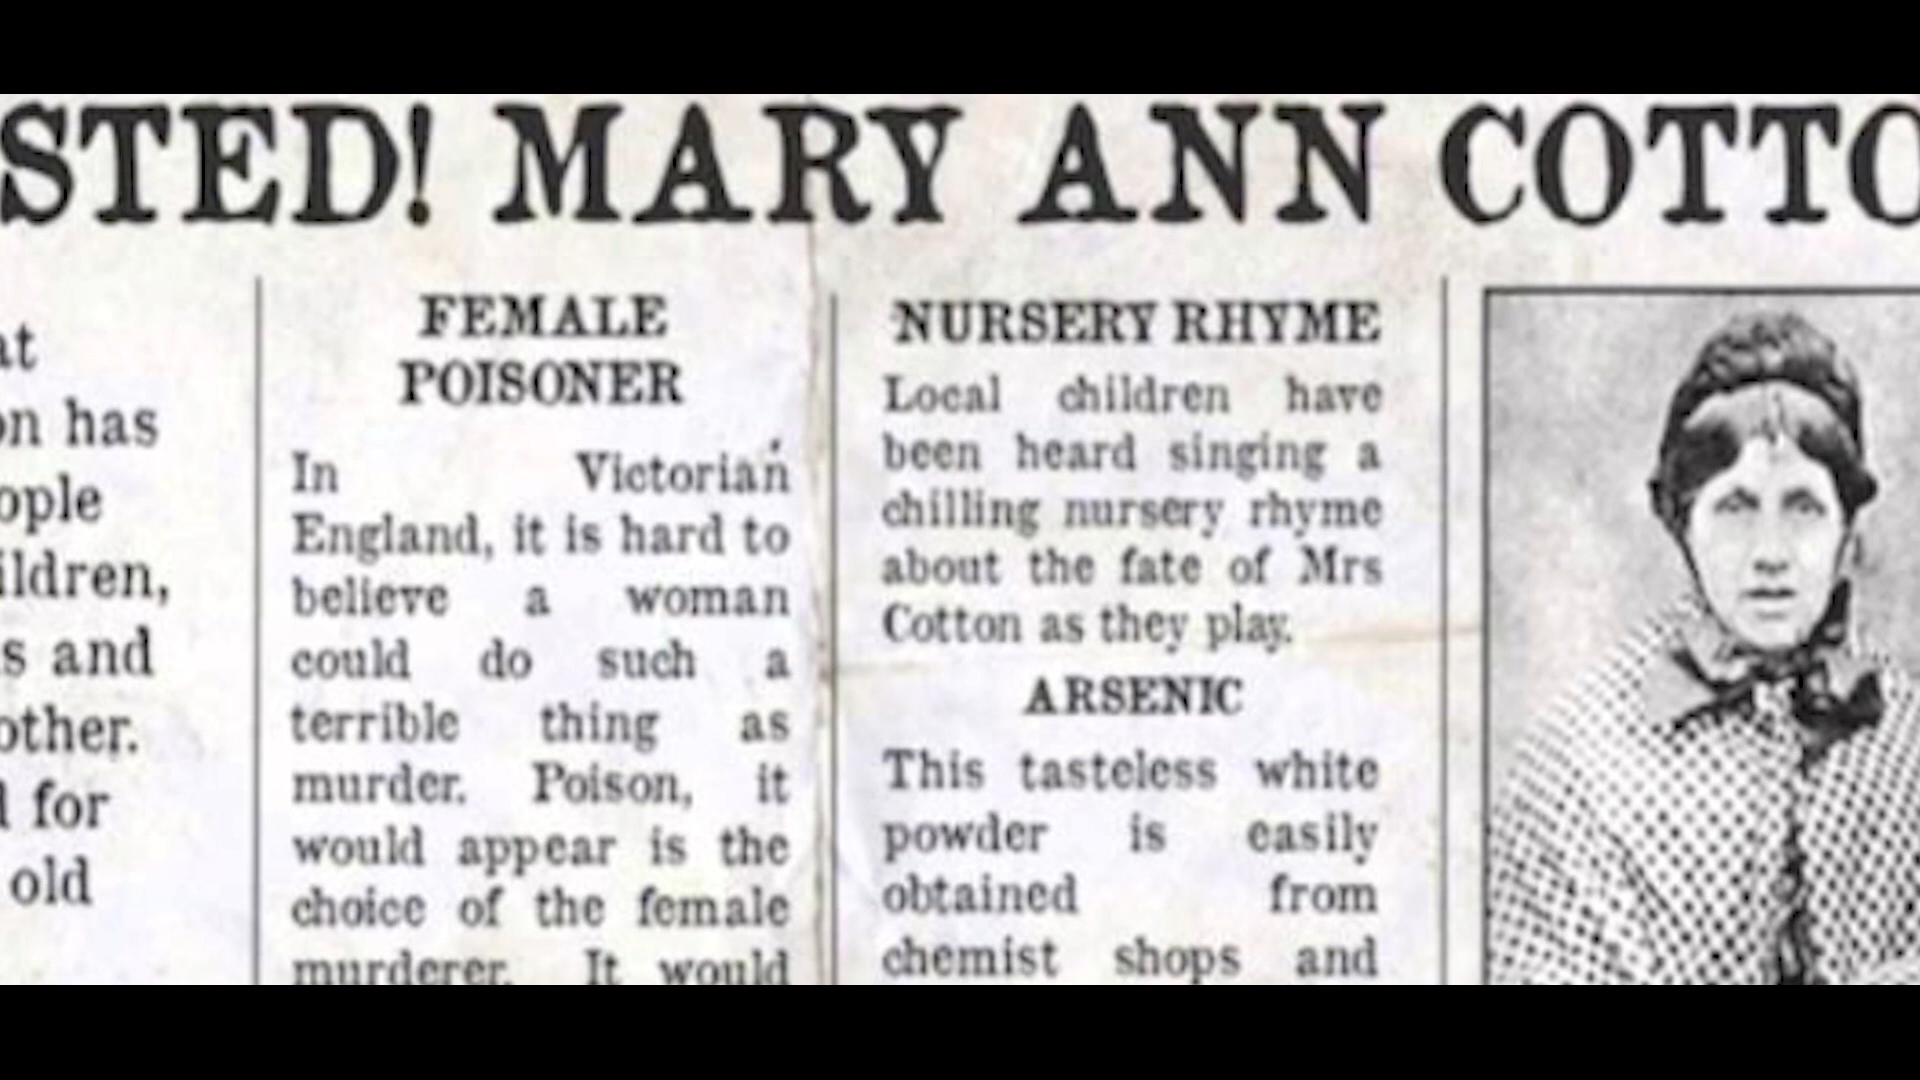 STED! MARY ANN COTTO
at
on has
ople
ildren,
s and
other.
d for
old
FEMALE
POISONER
In Victorian
England, it is hard to
believe a woman
could do such a
terrible thing as
murder. Poison, it
would appear is the
choice of the female
murderer. It would
NURSERY RHYME
Local children have
been heard singing a
chilling nursery rhyme
about the fate of Mrs
Cotton as they play.
ARSENIC
This tasteless white
powder is easily
obtained from
chemist shops and